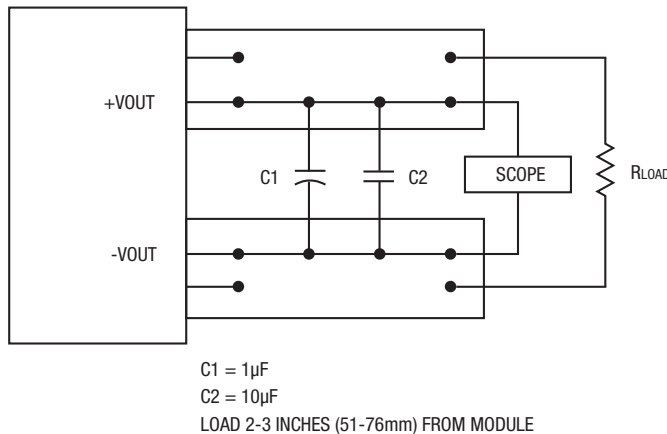 +VOUT
C1
C2
SCOPE
RLOAD
-VOUT
C1 = 1µF
C2 = 10µF
LOAD 2-3 INCHES (51-76mm) FROM MODULE